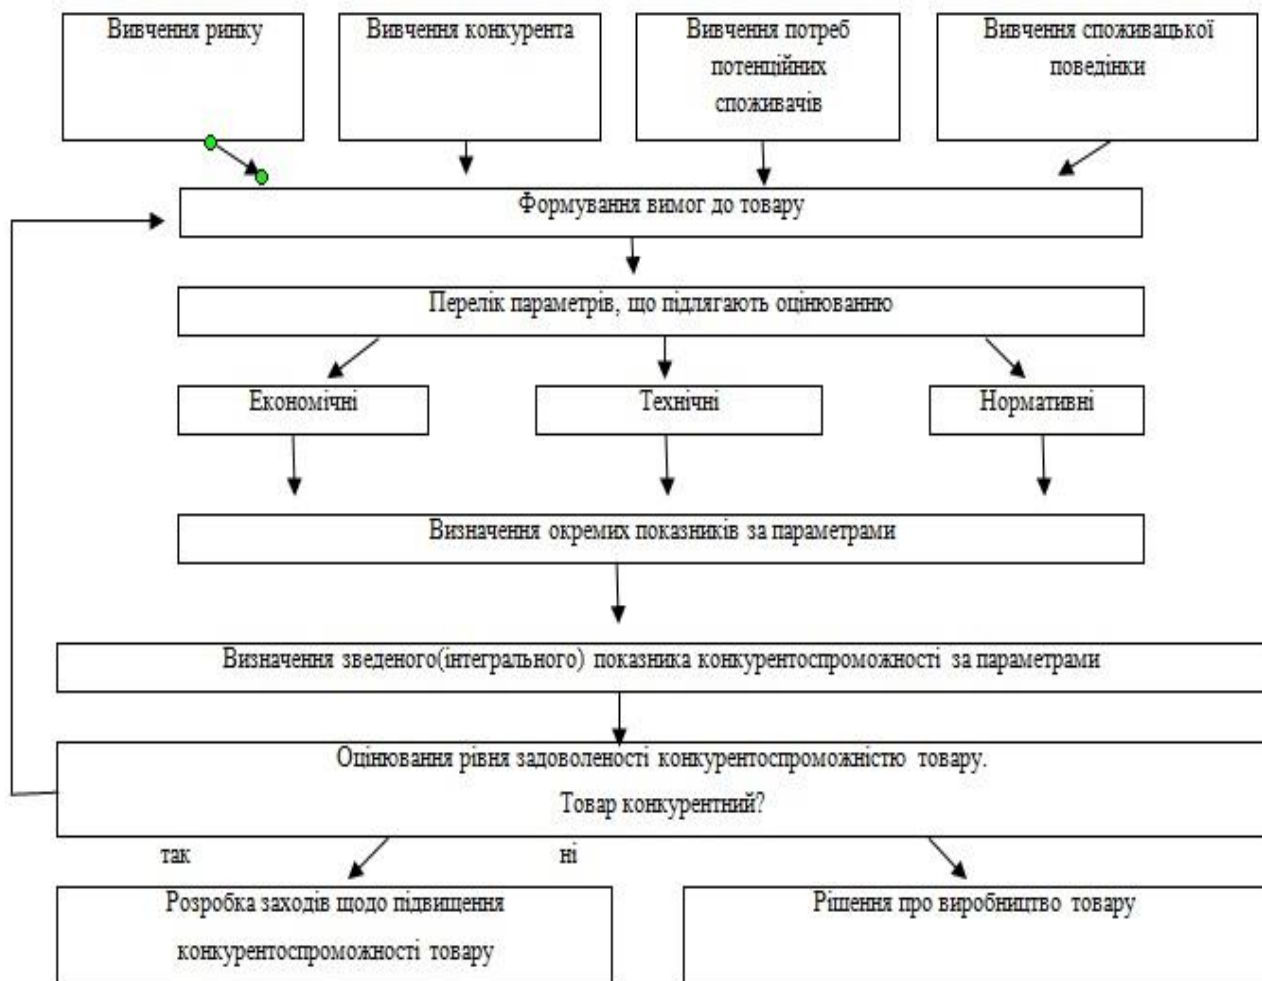 Вивчення ринку
Вивчення конкурента
Вивчення потреб
потенційних
споживачів
Вивчення споживацької
поведінки
Формування вимог до товару
Перелік параметрів, що підлягають оцінюванню
Економічні
Технічні
Нормативні
Визначення окремих показників за параметрами
Визначення зведеного(інтегрального) показника конкурентоспроможності за параметрами
Оцінювання рівня задоволеності конкурентоспроможністю товару.
Товар конкурентний?
так
ні
Розробка заходів щодо підвищення
конкурентоспроможності товару
Рішення про виробництво товару